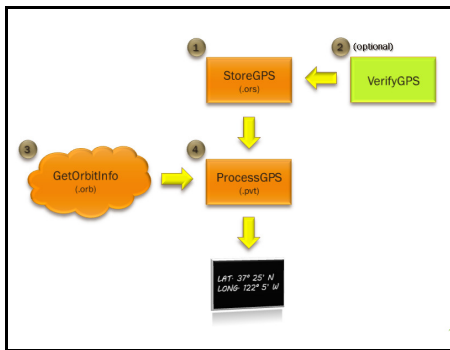 1
2 (optional)
StoreGPS
(.ors)
VerifyGPS
3
4
GetOrbitInfo
(.orb)
ProcessGPS
(.pvt)
LAT: 37° 25' N
LONG: 122° 5' W